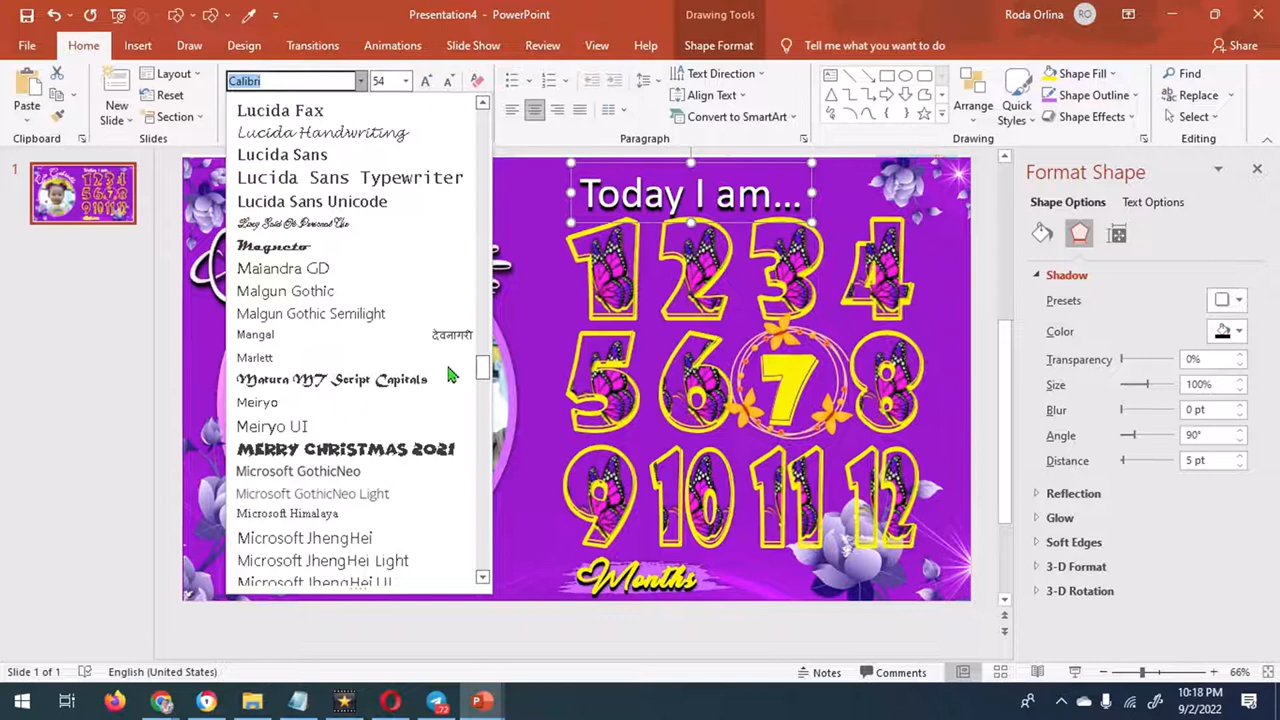 Presentation4 - PowerPoint
Drawing Tools
Roda Orlina
RO
File
Home
Insert
Draw
Design
Transitions
Animations
Slide Show
Review
View
Help
Shape Format
Tell me what you want to do
Share
Paste
Clipboard
New
Slide
Layout
Reset
Section
Slides
Calibri
54
Text Direction
Align Text
Convert to SmartArt
Paragraph
Arrange
Quick
Styles
Shape Fill
Shape Outline
Shape Effects
Drawing
Find
Replace
Select
Editing
Lucida Fax
Lucida Handwriting
Lucida Sans
Lucida Sans Typewriter
Lucida Sans Unicode
Magneto
Maiandra GD
Malgun Gothic
Malgun Gothic Semilight
Mangal देवनागरी
Marlett
Matura MT Script Capitals
Meiryo
Meiryo UI
MERRY CHRISTMAS 2021
Microsoft GothicNeo
Microsoft GothicNeo Light
Microsoft Himalaya
Microsoft JhengHei
Microsoft JhengHei Light
Microsoft JhengHei UI
1
Today I am...
1 2 3 4
5 6 7 8
9 10 11 12
Months
Format Shape
Shape Options
Text Options
Shadow
Presets
Color
Transparency 0%
Size 100%
Blur 0 pt
Angle 90°
Distance 5 pt
Reflection
Glow
Soft Edges
3-D Format
3-D Rotation
Slide 1 of 1
English (United States)
Notes
Comments
66%
72
10:18 PM
9/2/2022